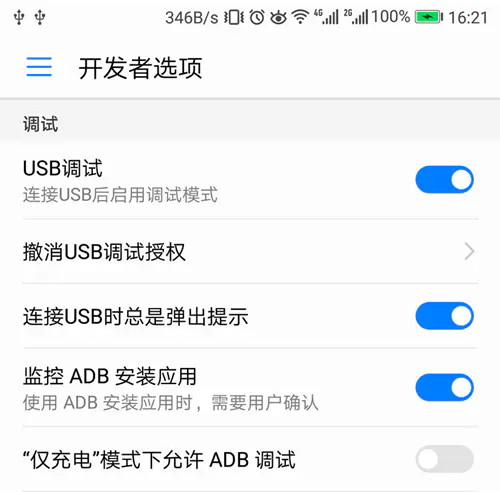 346B/s 4G 2G 100% 16:21
开发者选项
调试
USB调试
连接USB后启用调试模式
撤消USB调试授权
连接USB时总是弹出提示
监控 ADB 安装应用
使用 ADB 安装应用时，需要用户确认
“仅充电”模式下允许 ADB 调试